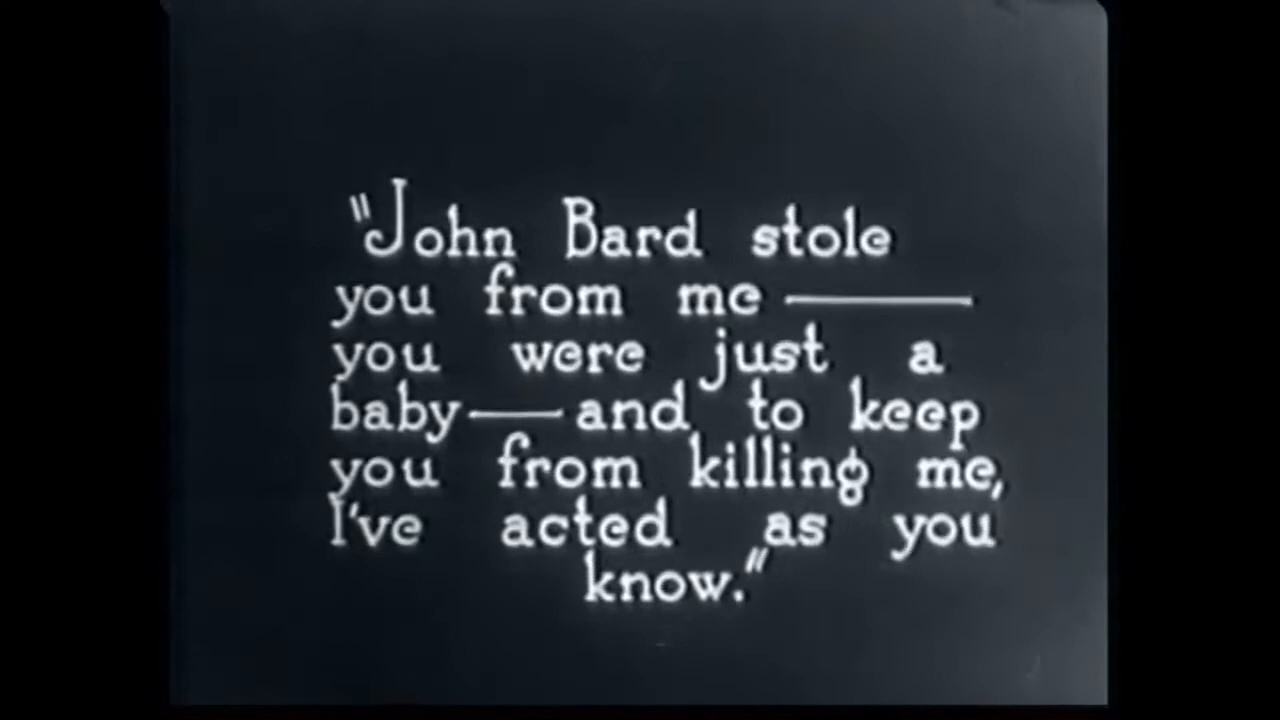 "John Bard stole
you from me ———
you were just a
baby——and to keep
you from killing me,
I've acted as you
know."